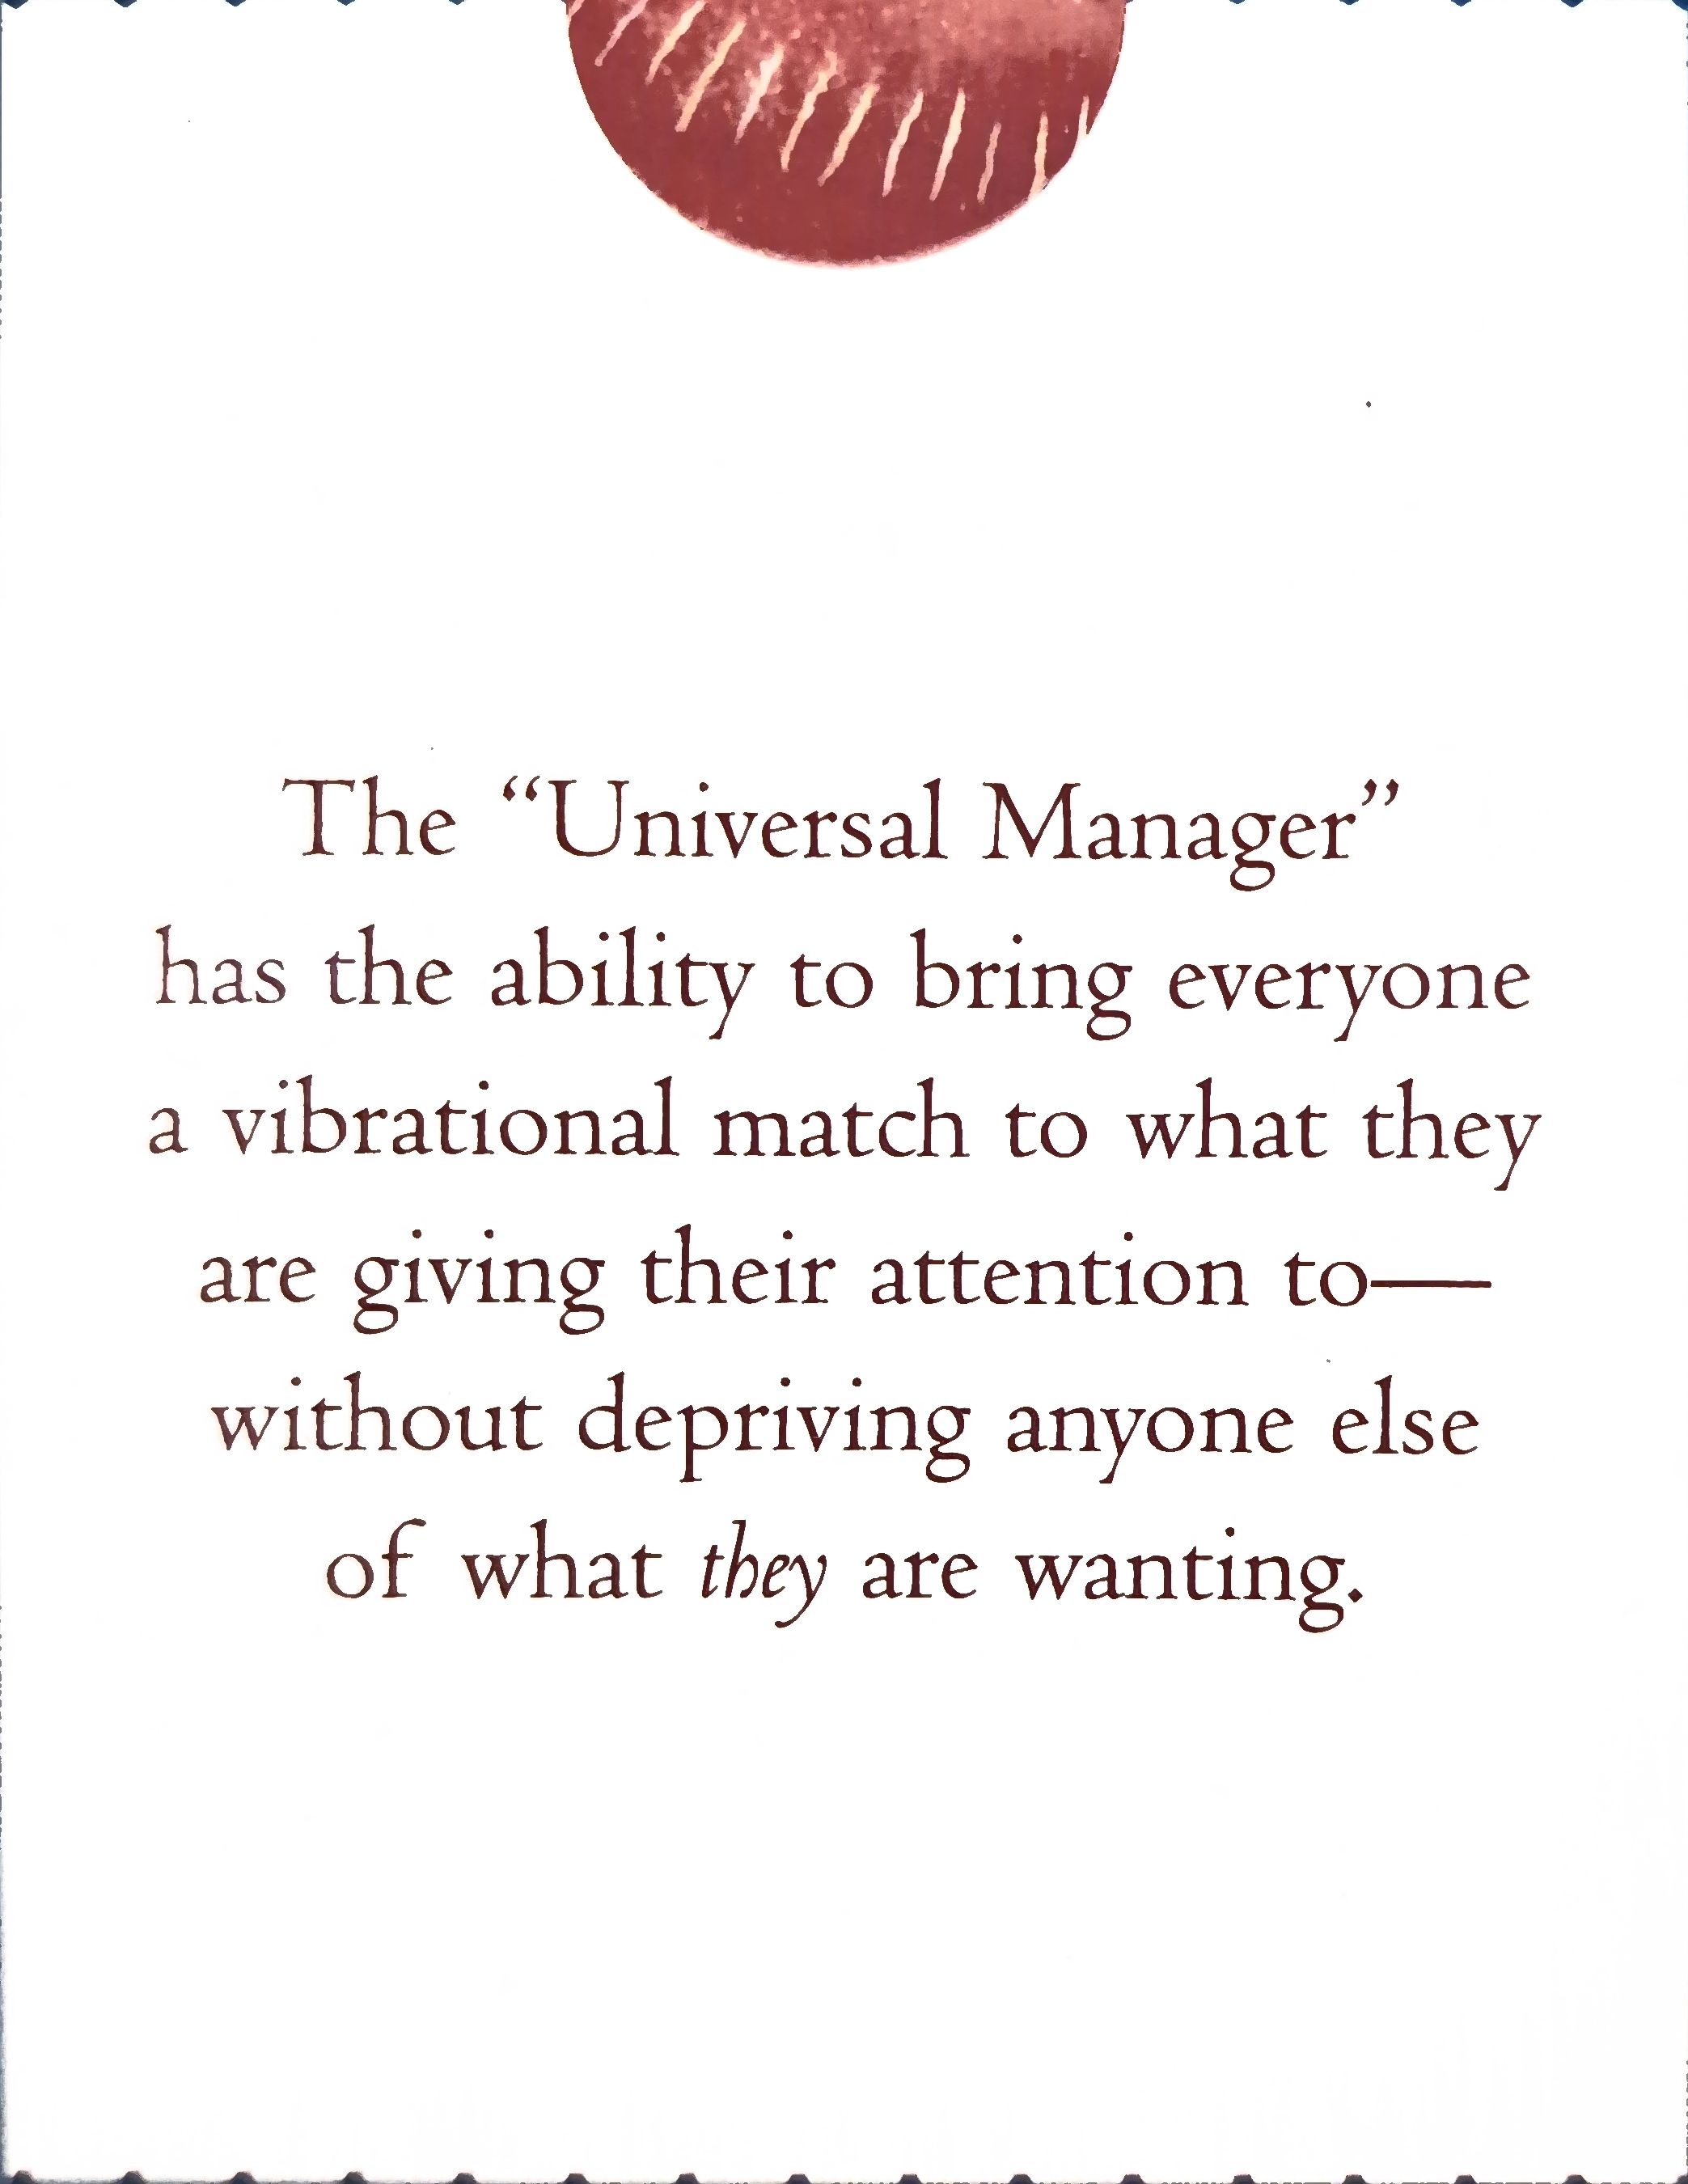 The “Universal Manager”
has the ability to bring everyone
a vibrational match to what they
are giving their attention to—
without depriving anyone else
of what they are wanting.